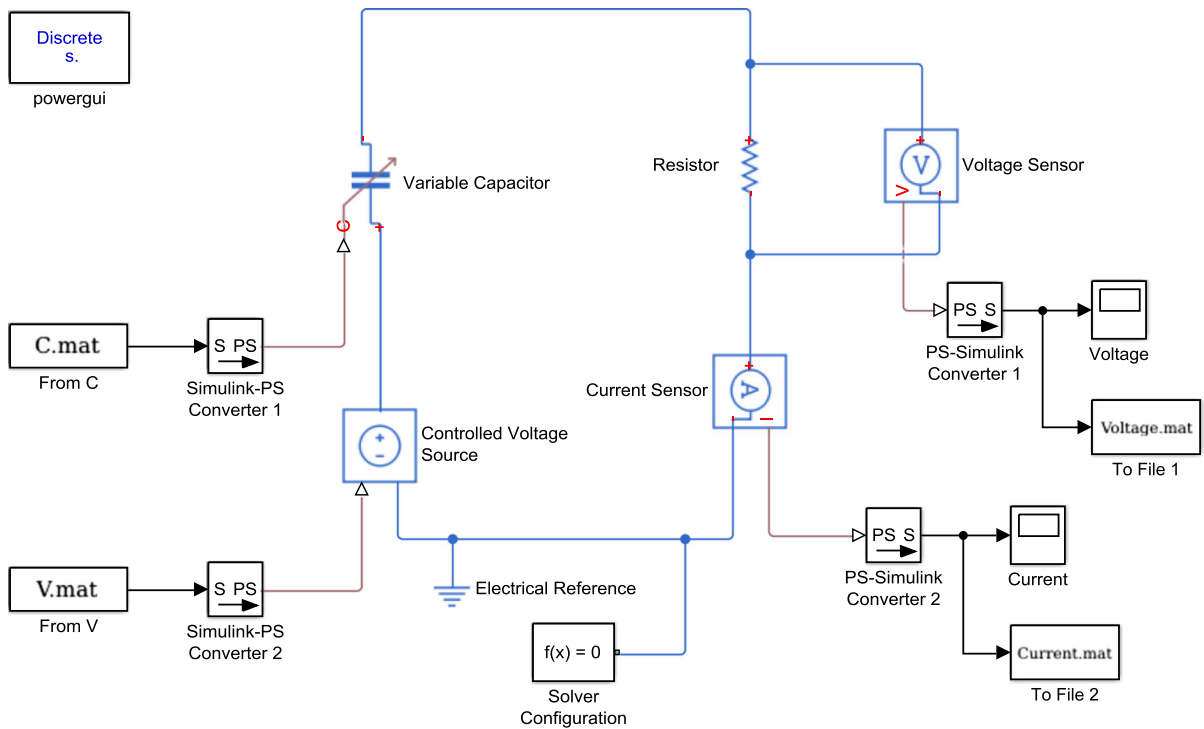 Discrete
s.
powergui
Variable Capacitor
C
+
Resistor
+
V
Voltage Sensor
+
V
C.mat
From C
S PS
Simulink-PS
Converter 1
PS S
PS-Simulink
Converter 1
Voltage
Voltage.mat
To File 1
Current Sensor
+
A
I
Controlled Voltage
Source
+
-
V.mat
From V
S PS
Simulink-PS
Converter 2
Electrical Reference
f(x) = 0
Solver
Configuration
PS S
PS-Simulink
Converter 2
Current
Current.mat
To File 2